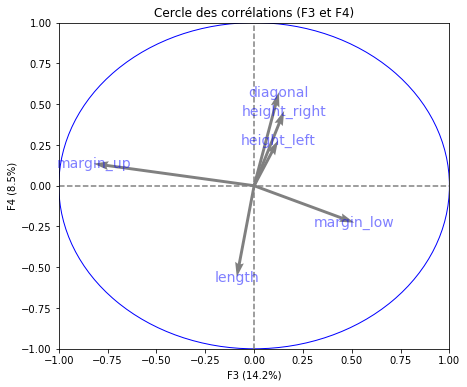 Cercle des corrélations (F3 et F4)
1.00
0.75
0.50
0.25
0.00
−0.25
−0.50
−0.75
−1.00
F4 (8.5%)
diagonal
height_right
height_left
margin_up
margin_low
length
−1.00 −0.75 −0.50 −0.25 0.00 0.25 0.50 0.75 1.00
F3 (14.2%)